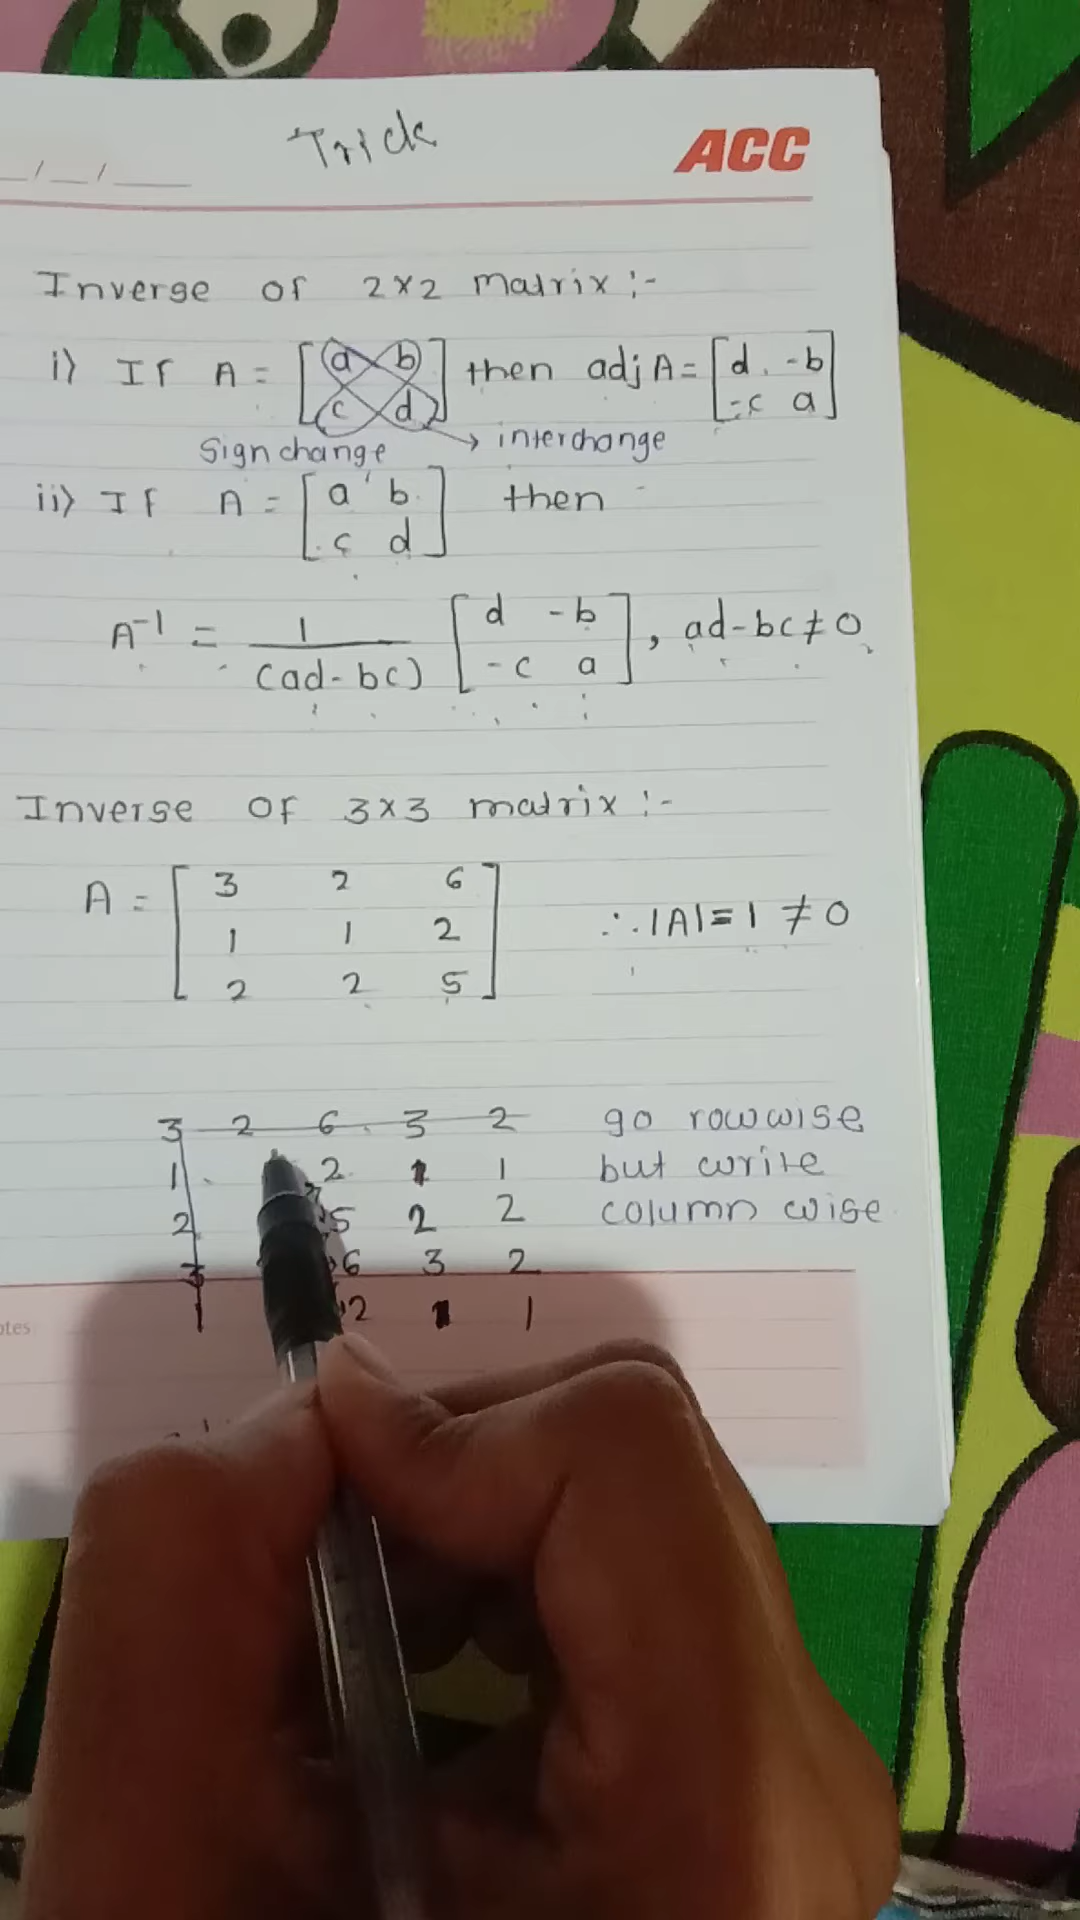 Trick
ACC
Inverse of 2×2 matrix :-
i) If A = [a b then adj A = [d -b
c d] -c a]
Sign change → interchange
ii) If A = [a b then
c d]
A⁻¹ = 1 [d -b , ad-bc≠0
(ad-bc) -c a]
Inverse of 3×3 matrix :-
A = [3 2 6
1 1 2 ∴ |A| = 1 ≠ 0
2 2 5]
3 2 6 3 2 go rowwise
1 2 1 1 but write
2 5 2 2 column wise
3 6 3 2
1 2 1 1